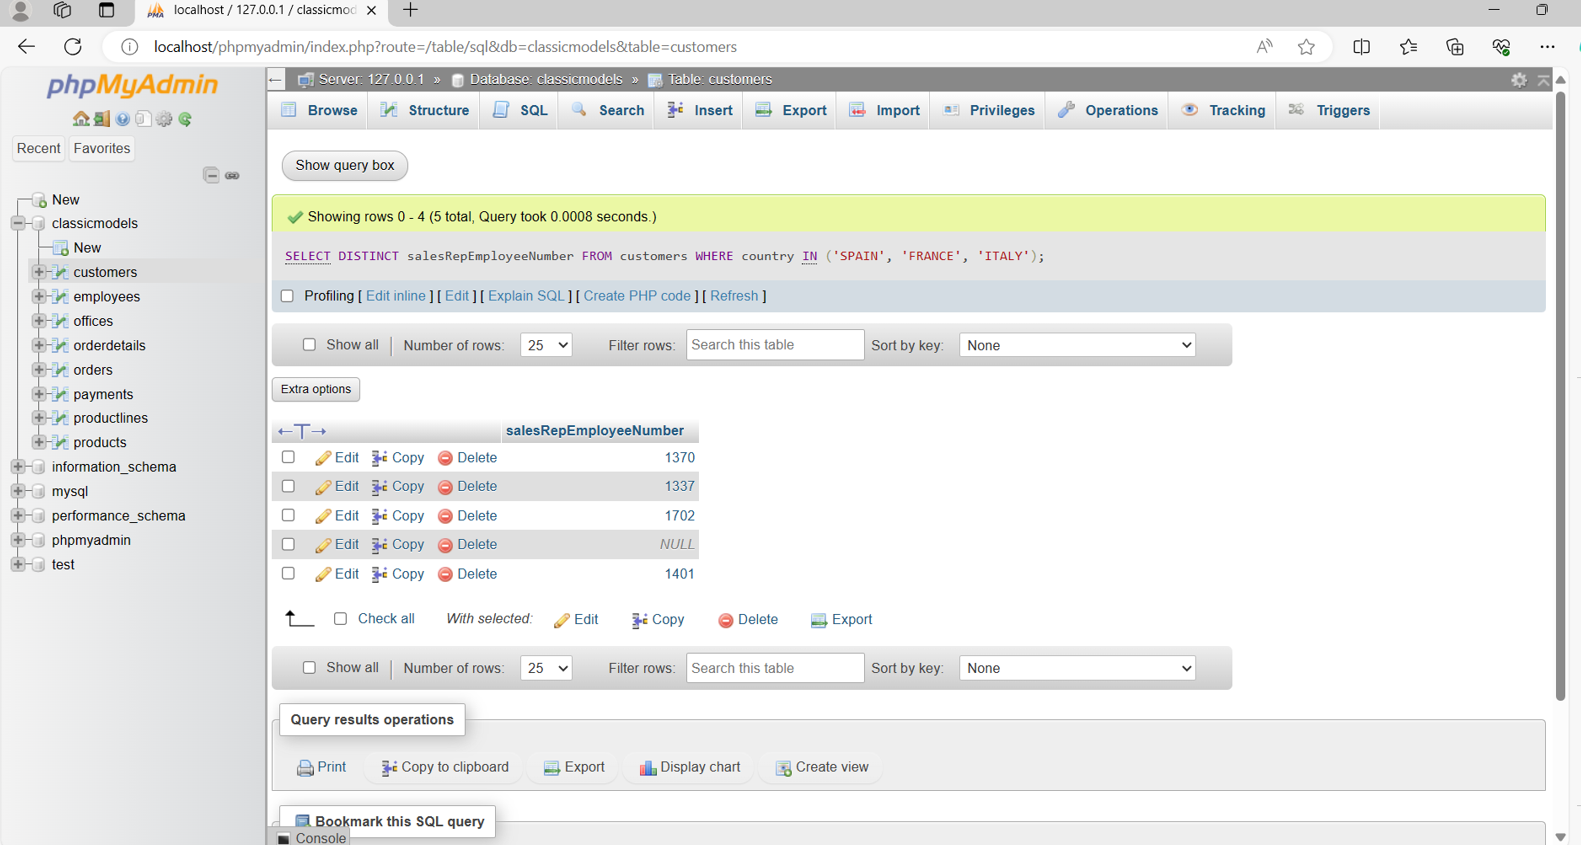 localhost / 127.0.0.1 / classicmod
localhost/phpmyadmin/index.php?route=/table/sql&db=classicmodels&table=customers
phpMyAdmin
Recent Favorites
New
classicmodels
New
customers
employees
offices
orderdetails
orders
payments
productlines
products
information_schema
mysql
performance_schema
phpmyadmin
test
Server: 127.0.0.1 » Database: classicmodels » Table: customers
Browse Structure SQL Search Insert Export Import Privileges Operations Tracking Triggers
Show query box
Showing rows 0 - 4 (5 total, Query took 0.0008 seconds.)
SELECT DISTINCT salesRepEmployeeNumber FROM customers WHERE country IN ('SPAIN', 'FRANCE', 'ITALY');
Profiling [ Edit inline ] [ Edit ] [ Explain SQL ] [ Create PHP code ] [ Refresh ]
Show all Number of rows: 25 Filter rows: Search this table Sort by key: None
Extra options
←T→ salesRepEmployeeNumber
Edit Copy Delete 1370
Edit Copy Delete 1337
Edit Copy Delete 1702
Edit Copy Delete NULL
Edit Copy Delete 1401
Check all With selected: Edit Copy Delete Export
Show all Number of rows: 25 Filter rows: Search this table Sort by key: None
Query results operations
Print Copy to clipboard Export Display chart Create view
Bookmark this SQL query
Console